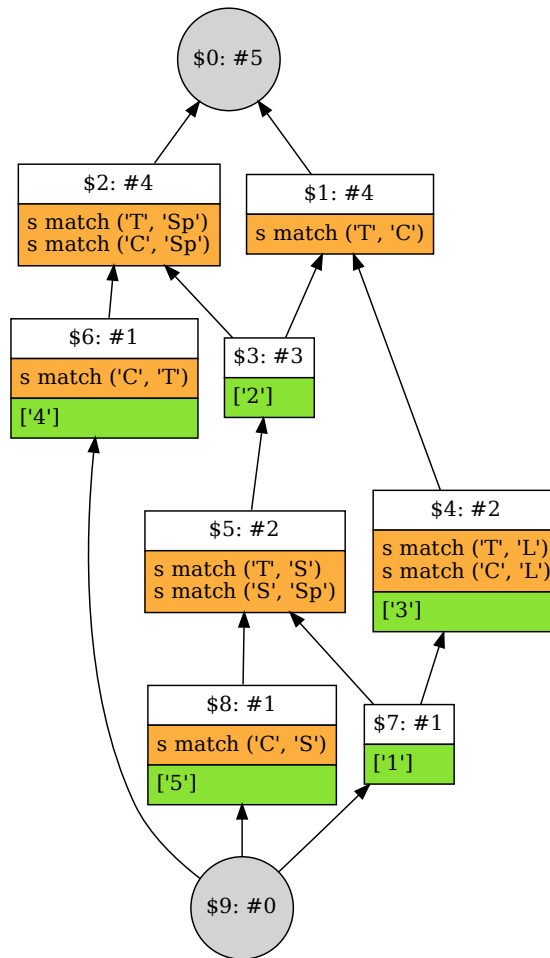 $0: #5
$2: #4
s match ('T', 'Sp')
s match ('C', 'Sp')
$1: #4
s match ('T', 'C')
$6: #1
s match ('C', 'T')
['4']
$3: #3
['2']
$5: #2
s match ('T', 'S')
s match ('S', 'Sp')
$4: #2
s match ('T', 'L')
s match ('C', 'L')
['3']
$8: #1
s match ('C', 'S')
['5']
$7: #1
['1']
$9: #0